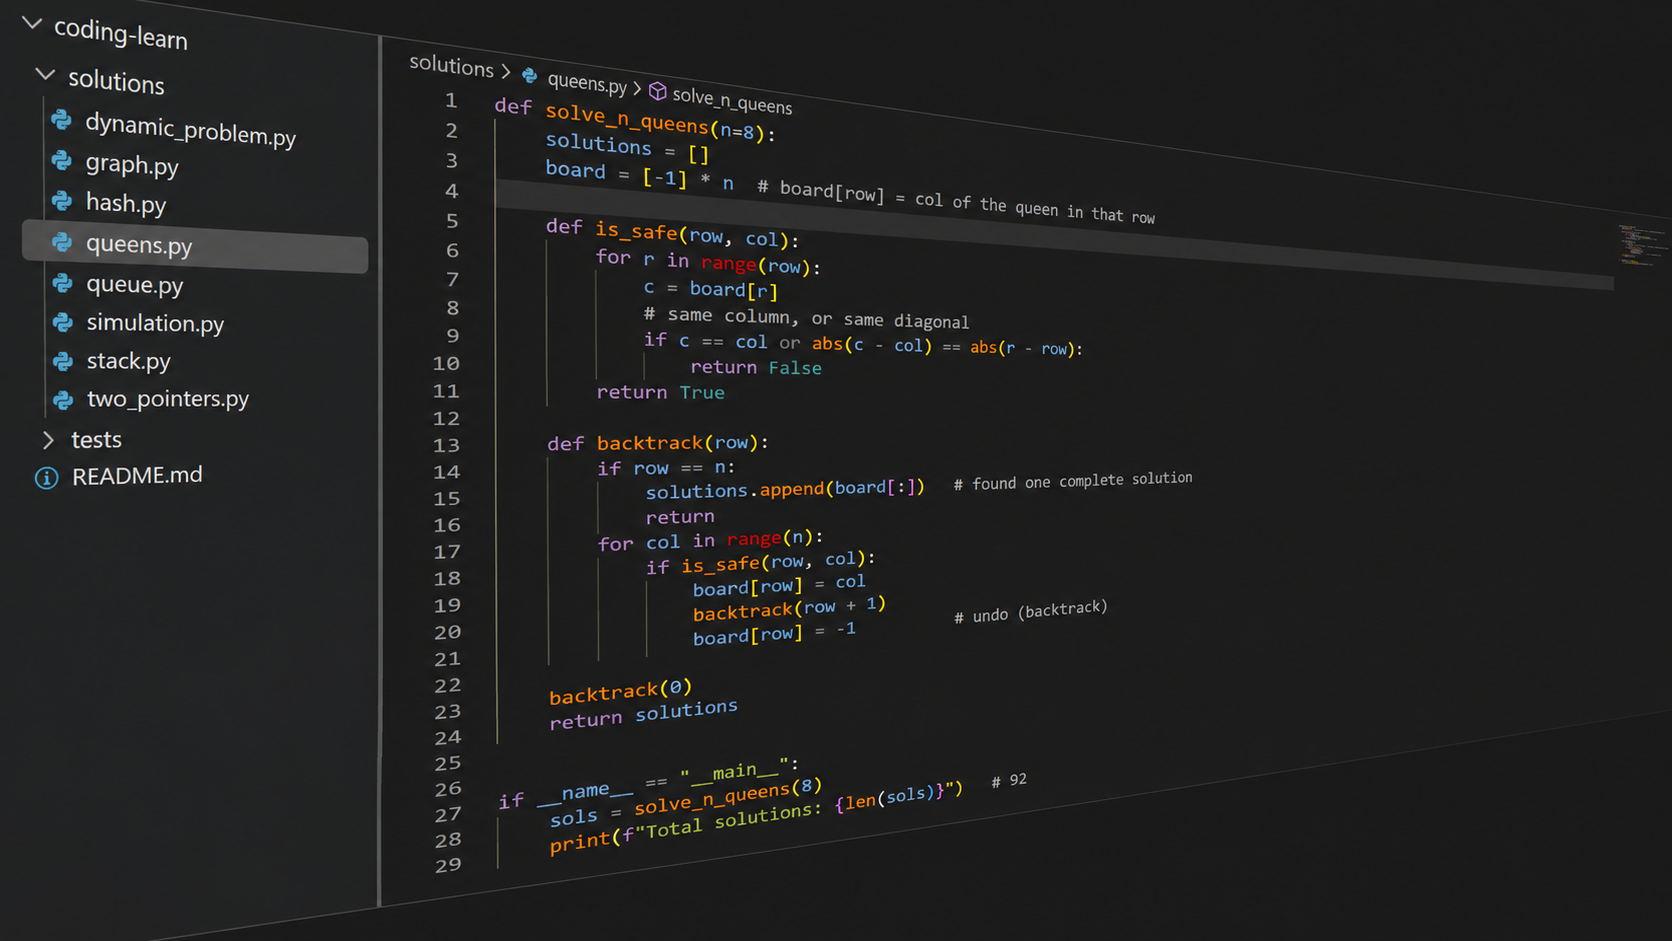 coding-learn
solutions
dynamic_problem.py
graph.py
hash.py
queens.py
queue.py
simulation.py
stack.py
two_pointers.py
tests
README.md
solutions > queens.py > solve_n_queens
1 def solve_n_queens(n=8):
2     solutions = []
3     board = [-1] * n  # board[row] = col of the queen in that row
4
5     def is_safe(row, col):
6         for r in range(row):
7             c = board[r]
8             # same column, or same diagonal
9             if c == col or abs(c - col) == abs(r - row):
10                 return False
11         return True
12
13     def backtrack(row):
14         if row == n:
15             solutions.append(board[:])  # found one complete solution
16             return
17         for col in range(n):
18             if is_safe(row, col):
19                 board[row] = col
20                 backtrack(row + 1)
21                 board[row] = -1  # undo (backtrack)
22
23     backtrack(0)
24     return solutions
25
26 if __name__ == "__main__":
27     sols = solve_n_queens(8)
28     print(f"Total solutions: {len(sols)}")  # 92
29